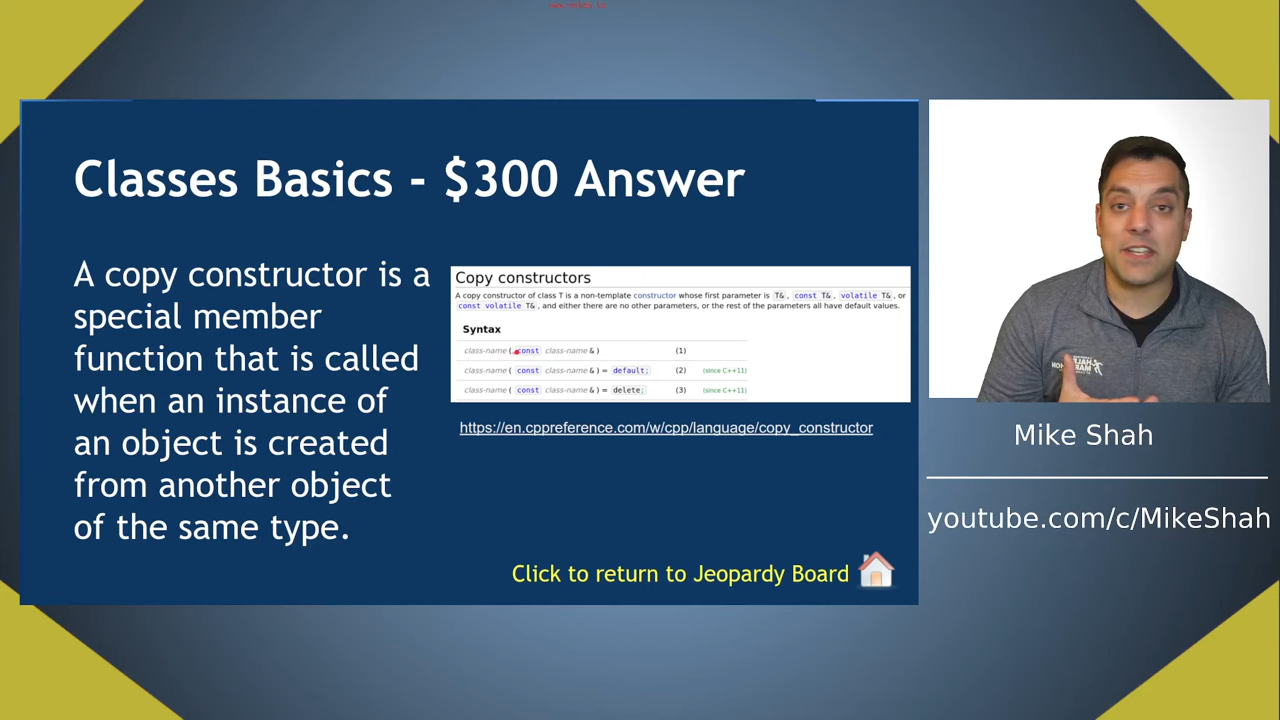 Classes Basics - $300 Answer
A copy constructor is a
special member
function that is called
when an instance of
an object is created
from another object
of the same type.
Copy constructors
A copy constructor of class T is a non-template constructor whose first parameter is T&, const T&, volatile T&, or
const volatile T&, and either there are no other parameters, or the rest of the parameters all have default values.
Syntax
class-name ( const class-name & ) (1)
class-name ( const class-name & ) = default; (2) (since C++11)
class-name ( const class-name & ) = delete; (3) (since C++11)
https://en.cppreference.com/w/cpp/language/copy_constructor
Click to return to Jeopardy Board
Mike Shah
youtube.com/c/MikeShah